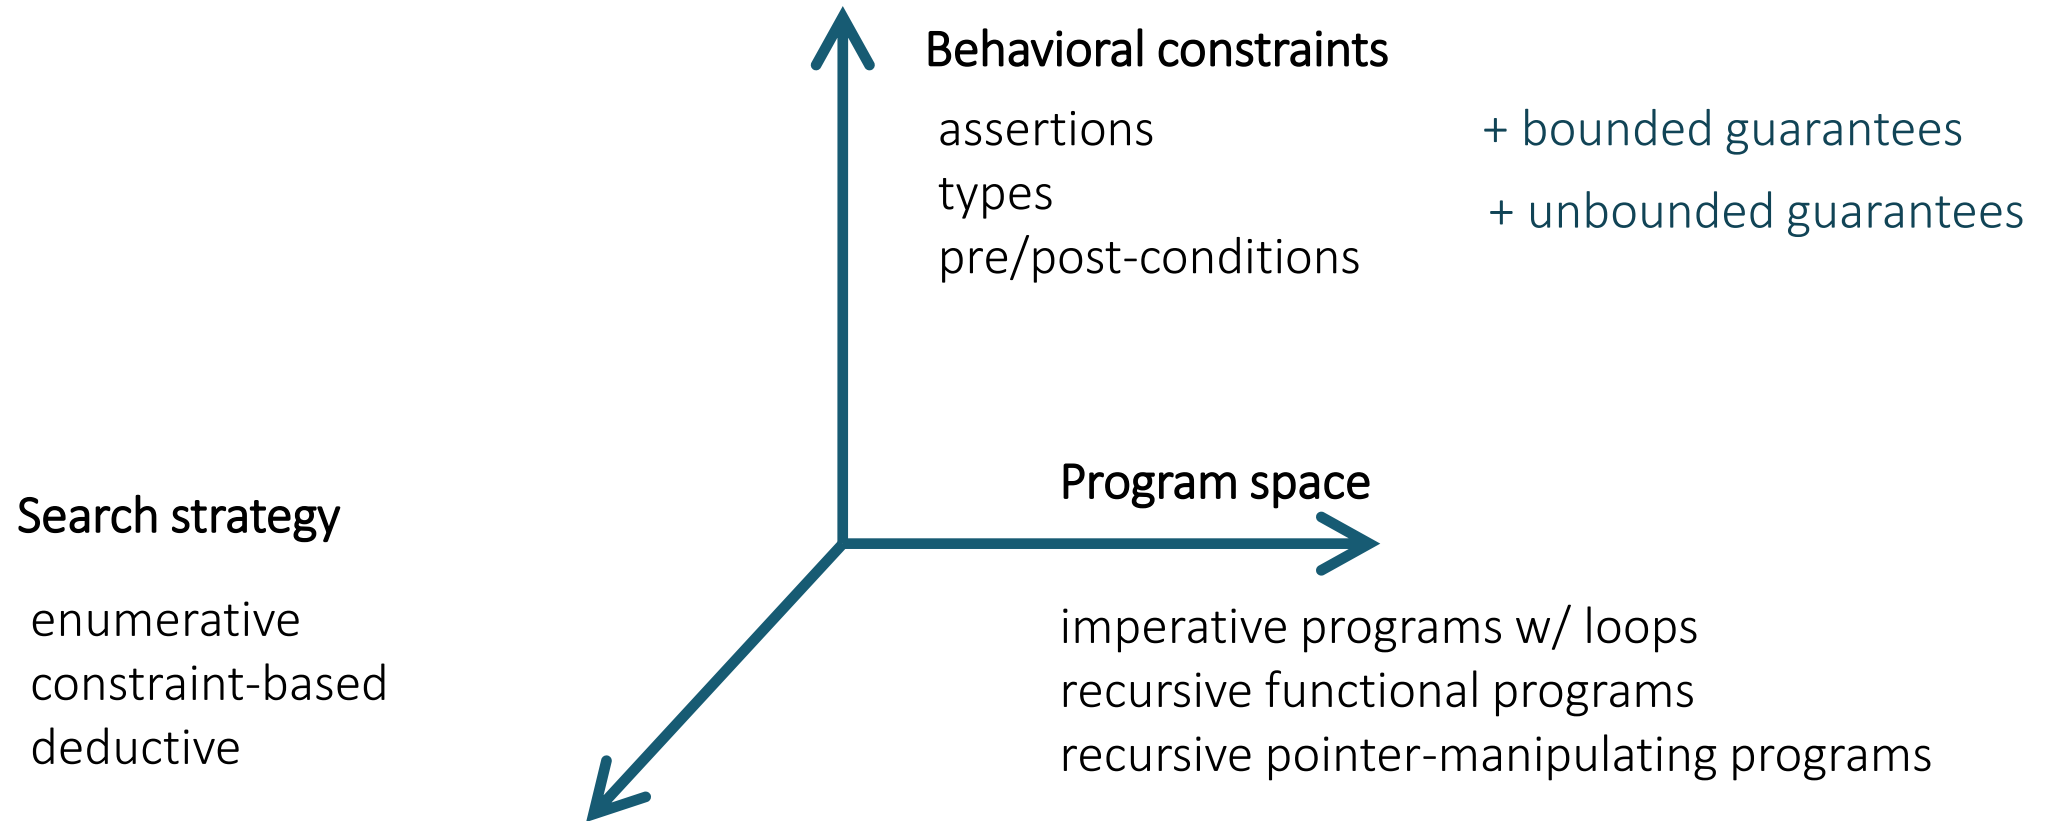 Behavioral constraints
assertions
+ bounded guarantees
types
+ unbounded guarantees
pre/post-conditions
Program space
imperative programs w/ loops
recursive functional programs
recursive pointer-manipulating programs
Search strategy
enumerative
constraint-based
deductive